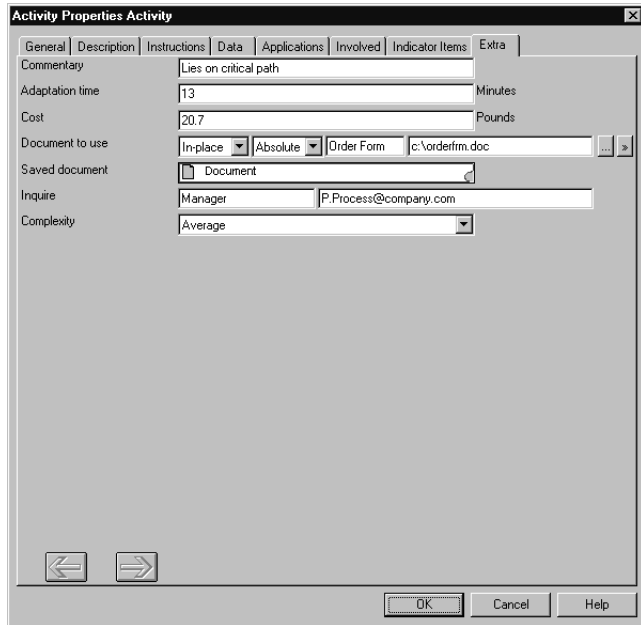 Activity Properties Activity
General Description Instructions Data Applications Involved Indicator Items Extra
Commentary Lies on critical path
Adaptation time 13 Minutes
Cost 20.7 Pounds
Document to use In-place Absolute Order Form c:\orderfrm.doc ... »
Saved document Document
Inquire Manager P.Process@company.com
Complexity Average
OK Cancel Help